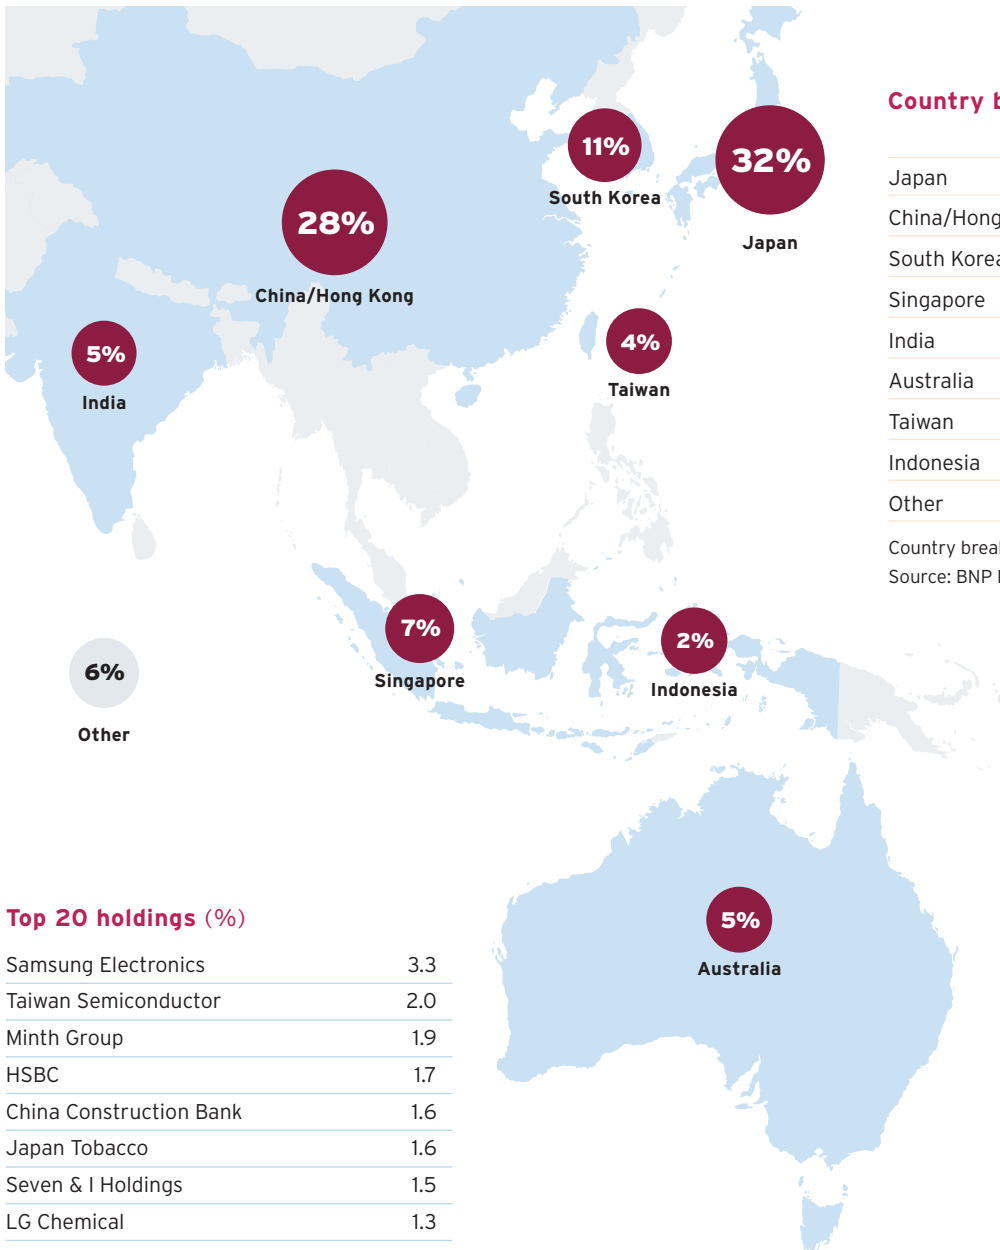 11%
South Korea
32%
Japan
28%
China/Hong Kong
5%
India
4%
Taiwan
7%
Singapore
2%
Indonesia
6%
Other
5%
Australia
Country
Japan
China/Hong
South Korea
Singapore
India
Australia
Taiwan
Indonesia
Other
Country
Source: BNP
Top 20 holdings (%)
Samsung Electronics 3.3
Taiwan Semiconductor 2.0
Minth Group 1.9
HSBC 1.7
China Construction Bank 1.6
Japan Tobacco 1.6
Seven & I Holdings 1.5
LG Chemical 1.3